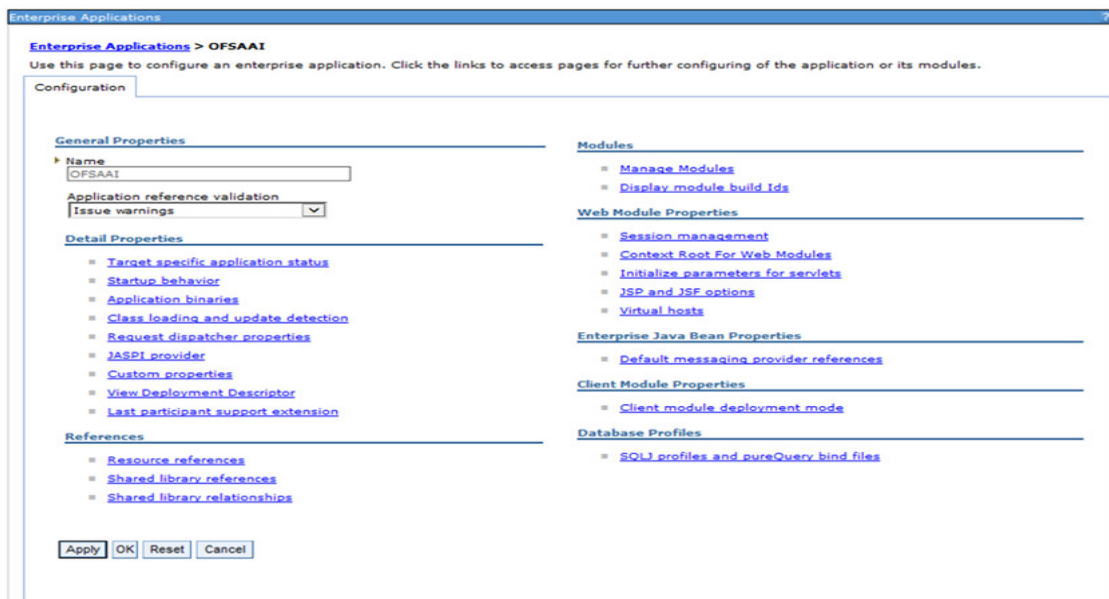 Enterprise Applications ?
Enterprise Applications > OFSAAI
Use this page to configure an enterprise application. Click the links to access pages for further configuring of the application or its modules.
Configuration
General Properties
Name
OFSAAI
Application reference validation
Issue warnings
Detail Properties
Target specific application status
Startup behavior
Application binaries
Class loading and update detection
Request dispatcher properties
JASPI provider
Custom properties
View Deployment Descriptor
Last participant support extension
References
Resource references
Shared library references
Shared library relationships
Modules
Manage Modules
Display module build Ids
Web Module Properties
Session management
Context Root For Web Modules
Initialize parameters for servlets
JSP and JSF options
Virtual hosts
Enterprise Java Bean Properties
Default messaging provider references
Client Module Properties
Client module deployment mode
Database Profiles
SQLJ profiles and pureQuery bind files
Apply OK Reset Cancel